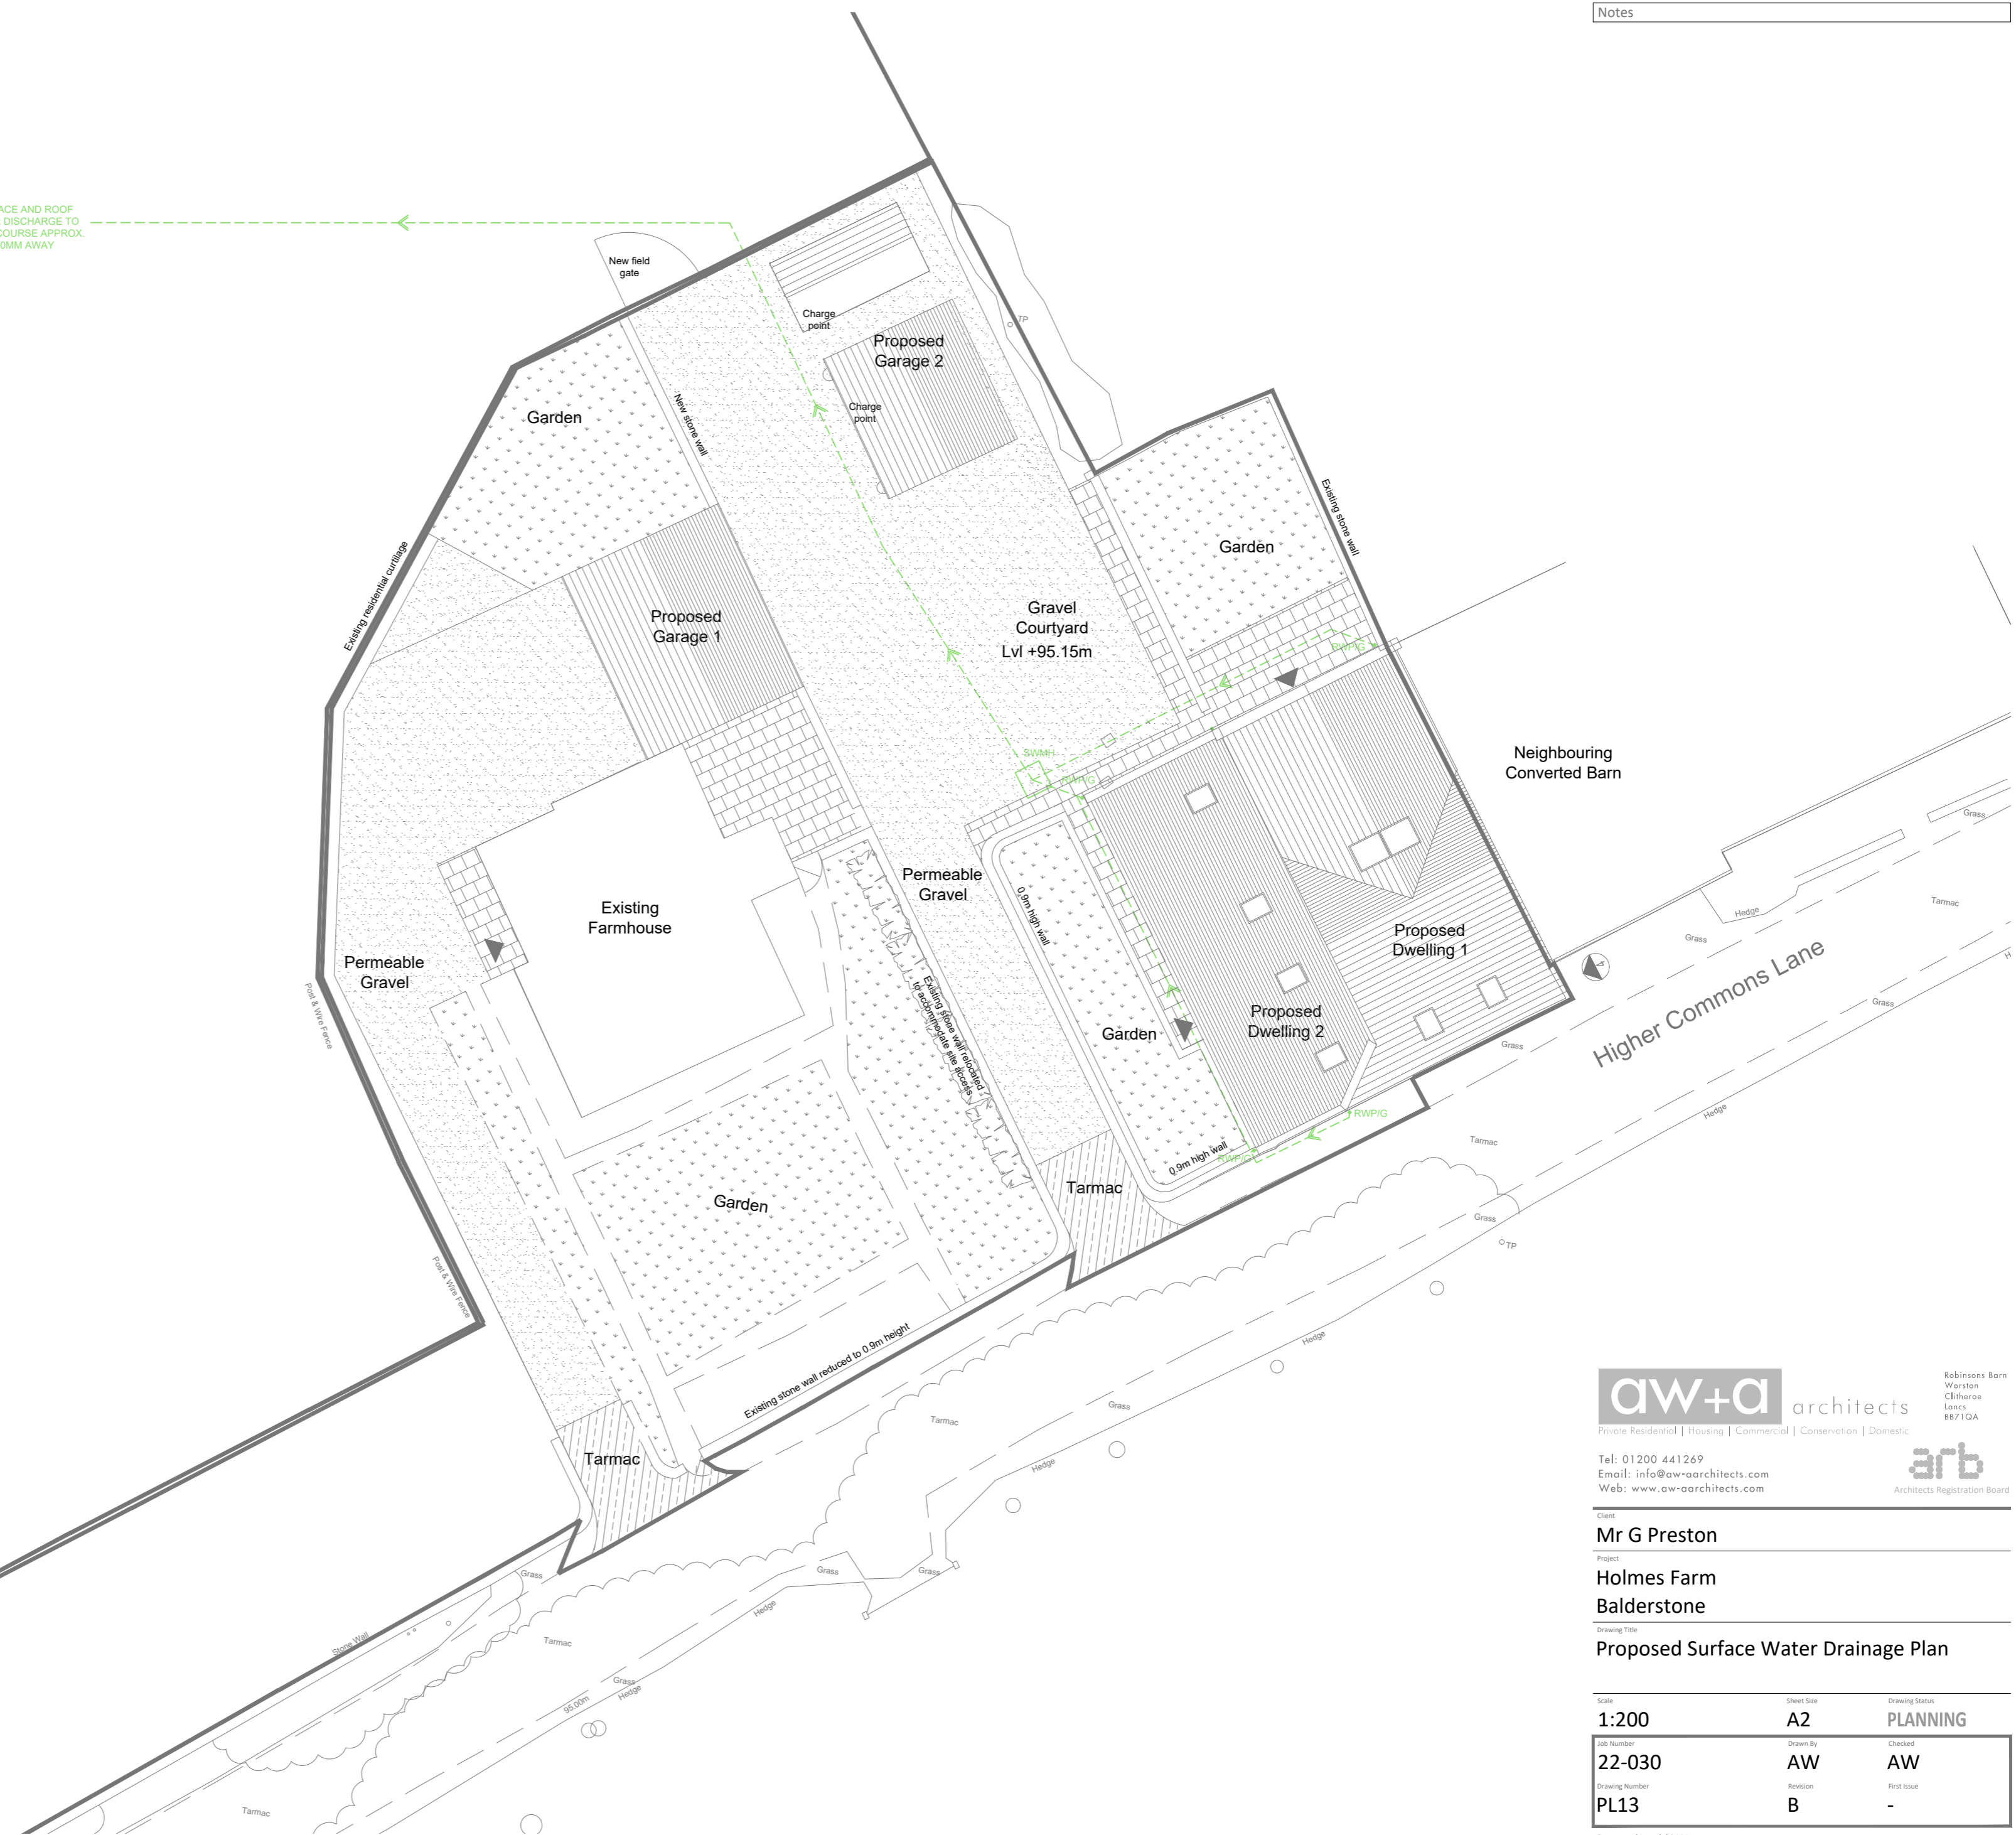 Notes
ACE AND ROOF
DISCHARGE TO
COURSE APPROX.
0MM AWAY
New field
gate
Charge
point
Proposed
Garage 2
TP
Charge
point
Garden
New stone wall
Existing stone wall
Garden
Existing residential curtilage
Proposed
Garage 1
Gravel
Courtyard
Lvl +95.15m
RWP/G
SWMH
RWP/G
Neighbouring
Converted Barn
Permeable
Gravel
0.9m high wall
Existing
Farmhouse
Permeable
Gravel
Post & Wire Fence
Existing stone wall relocated
to accommodate site access
Proposed
Dwelling 1
Proposed
Dwelling 2
Garden
Grass
Tarmac
Hedge
Grass
Higher Commons Lane
Grass
H
Grass
Hedge
RWP/G
Tarmac
0.9m high wall
RWP/G
Tarmac
Garden
Grass
TP
Post & Wire Fence
Existing stone wall reduced to 0.9m height
Hedge
Tarmac
Grass
Tarmac
Hedge
Grass
Grass
Grass
Hedge
Stone Wall
Tarmac
Grass
Hedge
95.00m
Tarmac
aw+a architects
Robinsons Barn
Worston
Clitheroe
Lancs
BB71QA
Private Residential | Housing | Commercial | Conservation | Domestic
Tel: 01200 441269
Email: info@aw-aarchitects.com
Web: www.aw-aarchitects.com
arb
Architects Registration Board
Client
Mr G Preston
Project
Holmes Farm
Balderstone
Drawing Title
Proposed Surface Water Drainage Plan
Scale Sheet Size Drawing Status
1:200 A2 PLANNING
Job Number Drawn By Checked
22-030 AW AW
Drawing Number Revision First Issue
PL13 B -